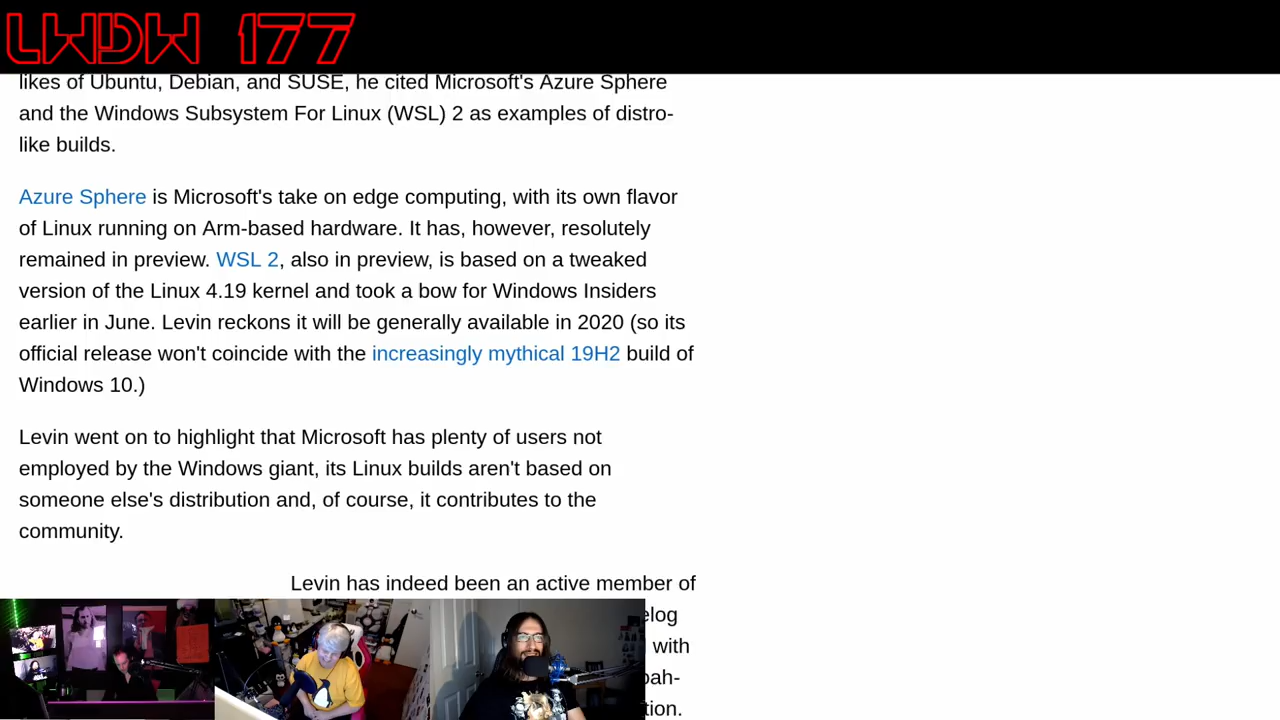 LWDW 177
likes of Ubuntu, Debian, and SUSE, he cited Microsoft's Azure Sphere
and the Windows Subsystem For Linux (WSL) 2 as examples of distro-
like builds.
Azure Sphere is Microsoft's take on edge computing, with its own flavor
of Linux running on Arm-based hardware. It has, however, resolutely
remained in preview. WSL 2, also in preview, is based on a tweaked
version of the Linux 4.19 kernel and took a bow for Windows Insiders
earlier in June. Levin reckons it will be generally available in 2020 (so its
official release won't coincide with the increasingly mythical 19H2 build of
Windows 10.)
Levin went on to highlight that Microsoft has plenty of users not
employed by the Windows giant, its Linux builds aren't based on
someone else's distribution and, of course, it contributes to the
community.
Levin has indeed been an active member of
elog
with
pah-
tion.